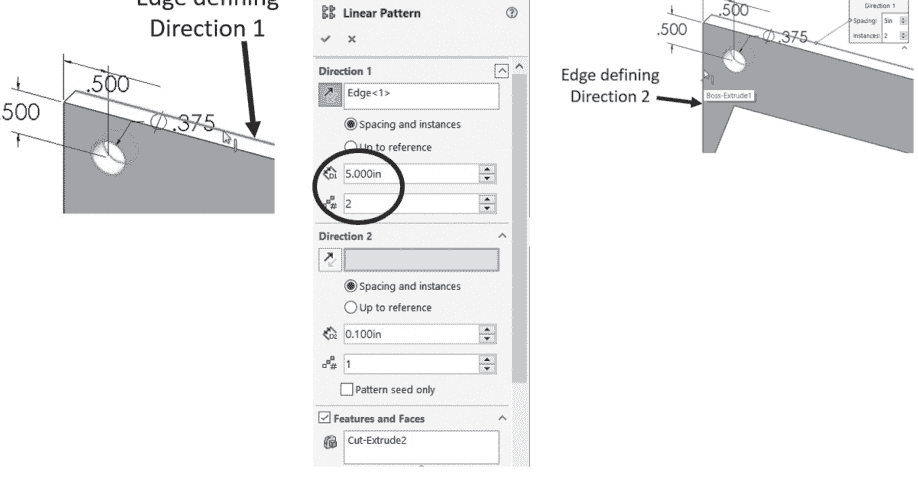 Edge defining
Direction 1
.500
.500
Ø .375
Linear Pattern
Direction 1
Edge<1>
Spacing and instances
Up to reference
D1
5.000in
#
2
Direction 2
Spacing and instances
Up to reference
D2
0.100in
#
1
Pattern seed only
Features and Faces
Cut-Extrude2
.500
.500
Ø .375
Direction 1
Spacing: 5in
Instances: 2
Edge defining
Direction 2
Boss-Extrude1